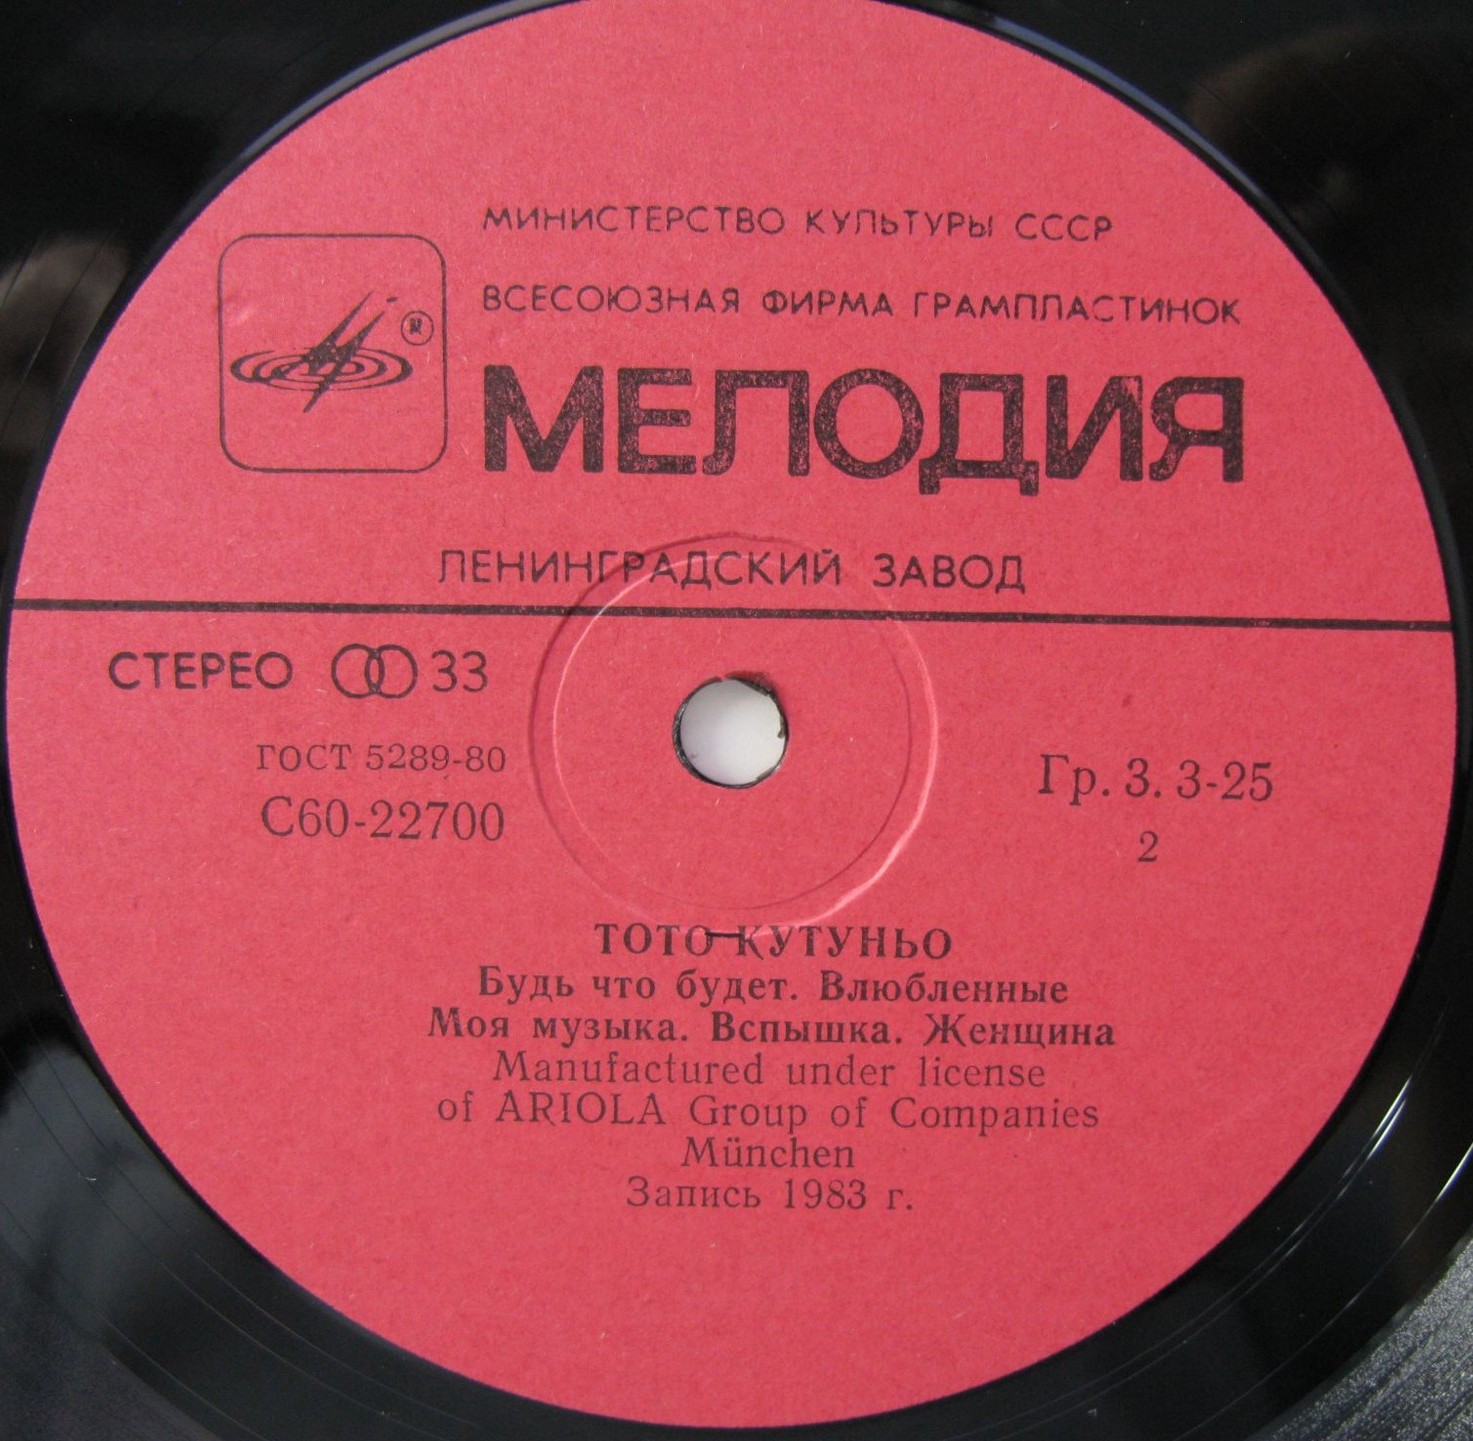 МИНИСТЕРСТВО КУЛЬТУРЫ СССР
ВСЕСОЮЗНАЯ ФИРМА ГРАМПЛАСТИНОК
МЕЛОДИЯ
ЛЕНИНГРАДСКИЙ ЗАВОД
СТЕРЕО 33
ГОСТ 5289-80
С60-22700
Гр. 3. 3-25
2
ТОТО КУТУНЬО
Будь что будет. Влюбленные
Моя музыка. Вспышка. Женщина
Manufactured under license
of ARIOLA Group of Companies
München
Запись 1983 г.